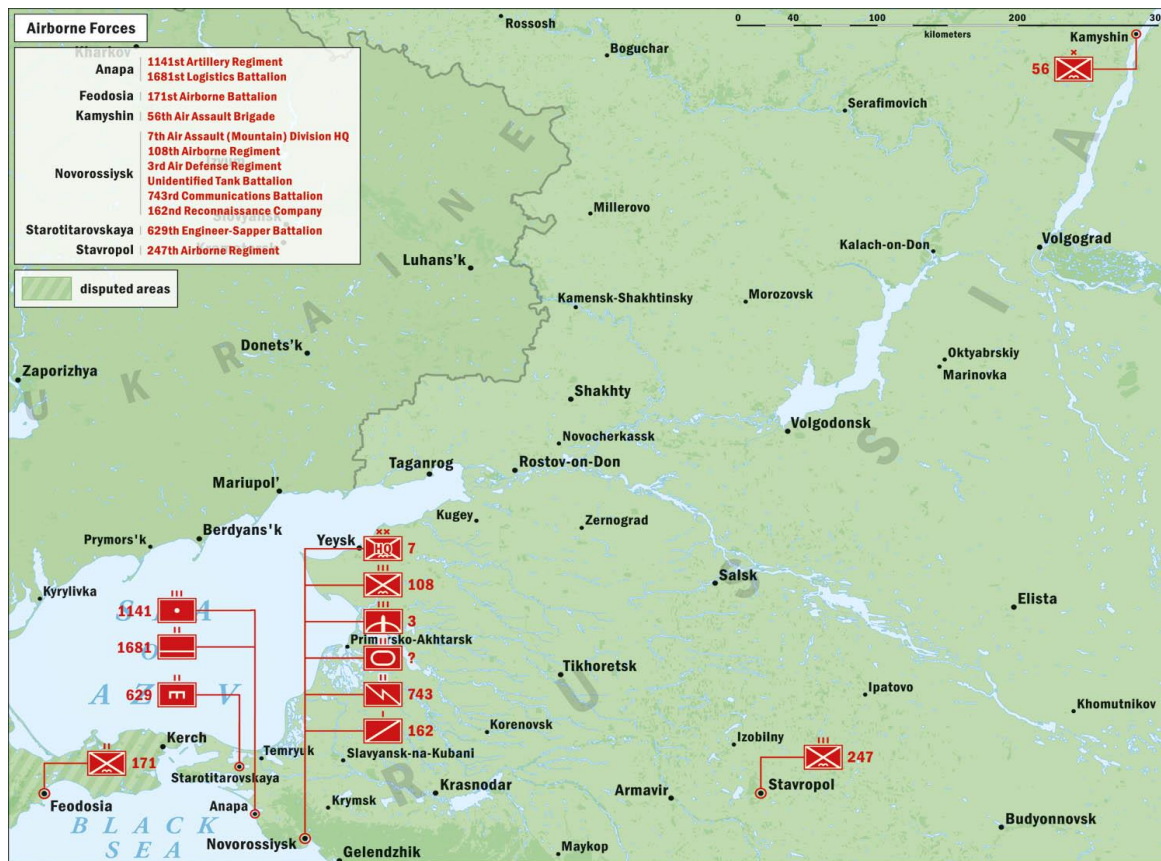 Airborne Forces
Kharkov
Anapa
1141st Artillery Regiment
1681st Logistics Battalion
Feodosia
171st Airborne Battalion
Kamyshin
56th Air Assault Brigade
Novorossiysk
7th Air Assault (Mountain) Division HQ
108th Airborne Regiment
3rd Air Defense Regiment
Unidentified Tank Battalion
743rd Communications Battalion
162nd Reconnaissance Company
Starotitarovskaya
629th Engineer-Sapper Battalion
Stavropol
247th Airborne Regiment
disputed areas
0 40 100 200 30
kilometers
Rossosh
Boguchar
Kamyshin
56
Serafimovich
Millerovo
Kalach-on-Don
Volgograd
Luhans'k
Kamensk-Shakhtinsky
Morozovsk
Donets'k
Oktyabrskiy
Marinovka
Zaporizhya
UKRAINE
RUSSIA
Shakhty
Volgodonsk
Novocherkassk
Taganrog
Rostov-on-Don
Mariupol'
Kugey
Zernograd
Berdyans'k
Prymors'k
Yeysk
HQ
7
108
3
?
743
162
Salsk
Kyrylivka
Elista
SEA
OF
AZOV
1141
1681
629
Primorsko-Akhtarsk
Tikhoretsk
Ipatovo
Khomutnikov
Korenovsk
Izobilny
Kerch
Temryuk
Slavyansk-na-Kubani
171
Starotitarovskaya
247
Feodosia
Anapa
Krymsk
Krasnodar
Armavir
Stavropol
Budyonnovsk
BLACK
SEA
Novorossiysk
Gelendzhik
Maykop